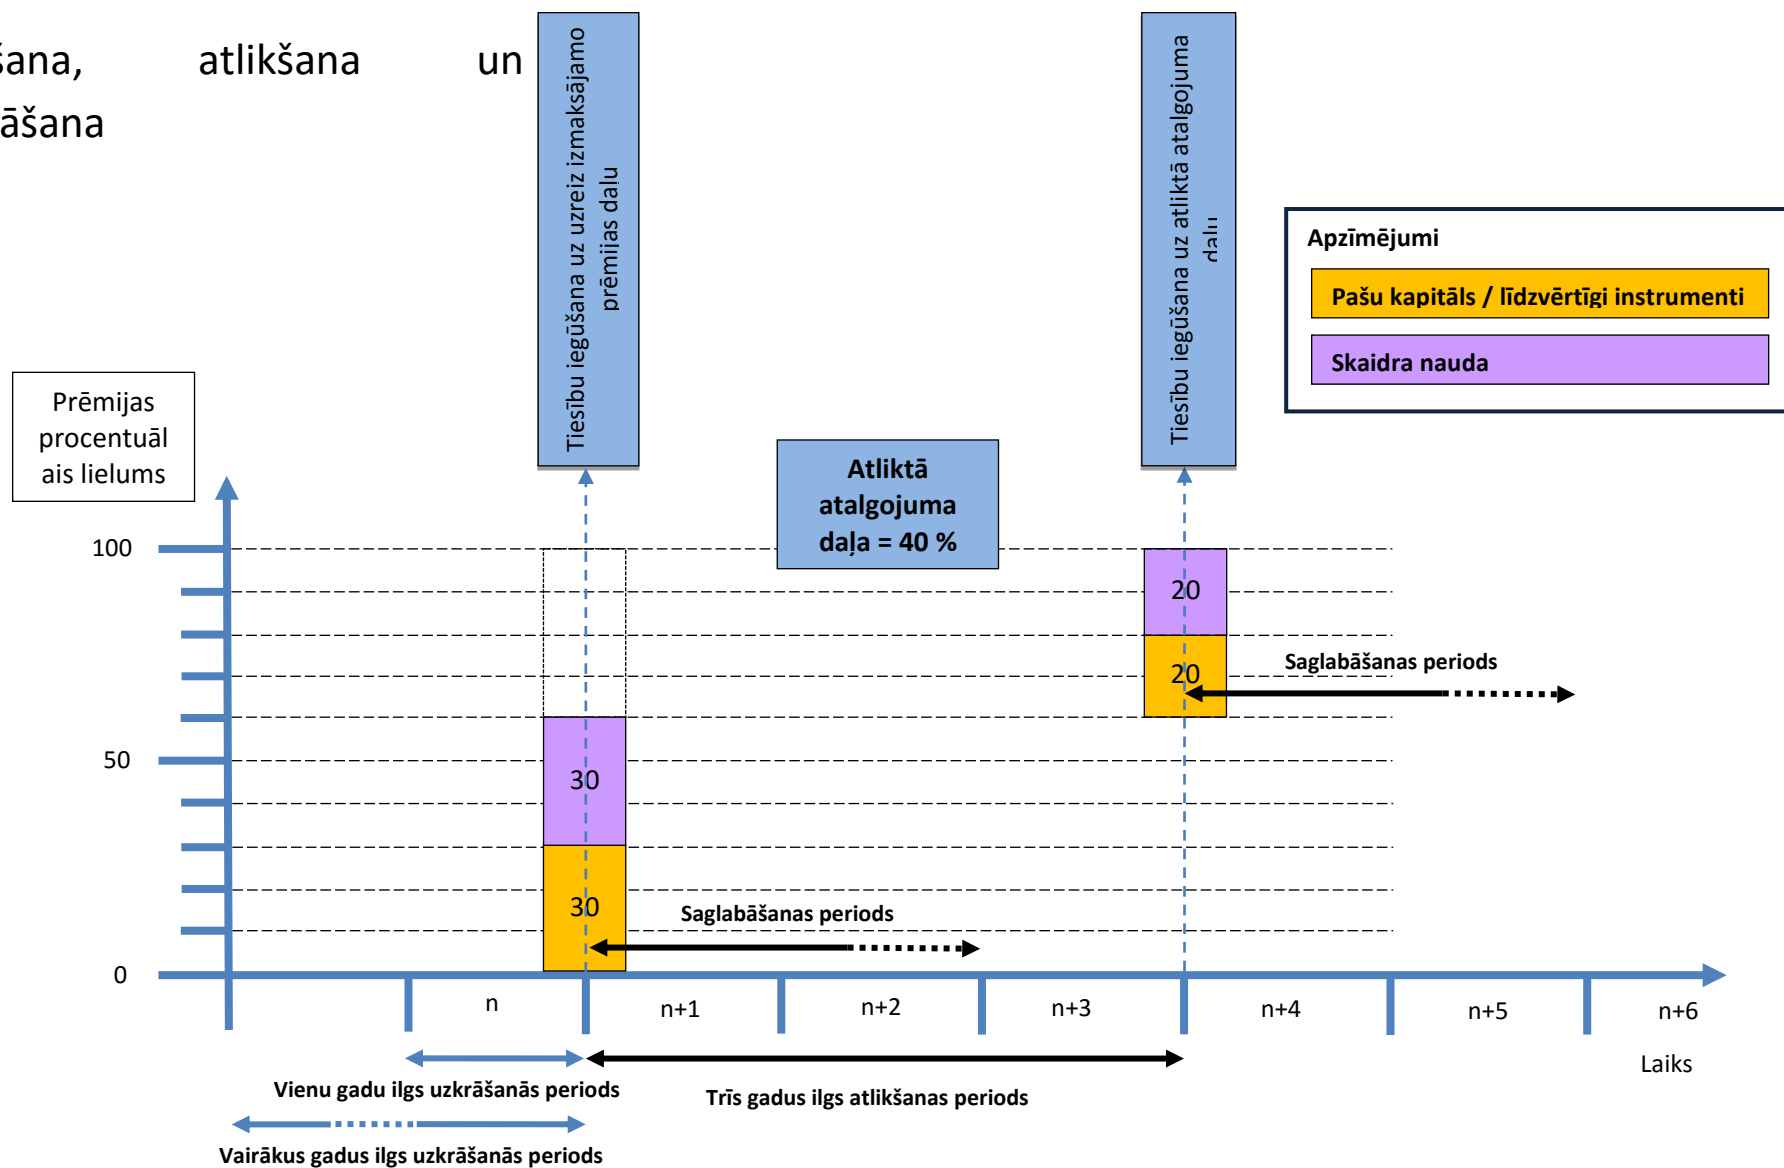 šana, atlikšana un
āšana
Tiesību iegūšana uz uzreiz izmaksājamo
prēmijas daļu
Tiesību iegūšana uz atliktā atalgojuma
daļu
Apzīmējumi
Pašu kapitāls / līdzvērtīgi instrumenti
Skaidra nauda
Prēmijas
procentuāl
ais lielums
Atliktā
atalgojuma
daļa = 40 %
100
50
0
20
20
30
30
Saglabāšanas periods
Saglabāšanas periods
n
n+1
n+2
n+3
n+4
n+5
n+6
Laiks
Vienu gadu ilgs uzkrāšanās periods
Trīs gadus ilgs atlikšanas periods
Vairākus gadus ilgs uzkrāšanās periods